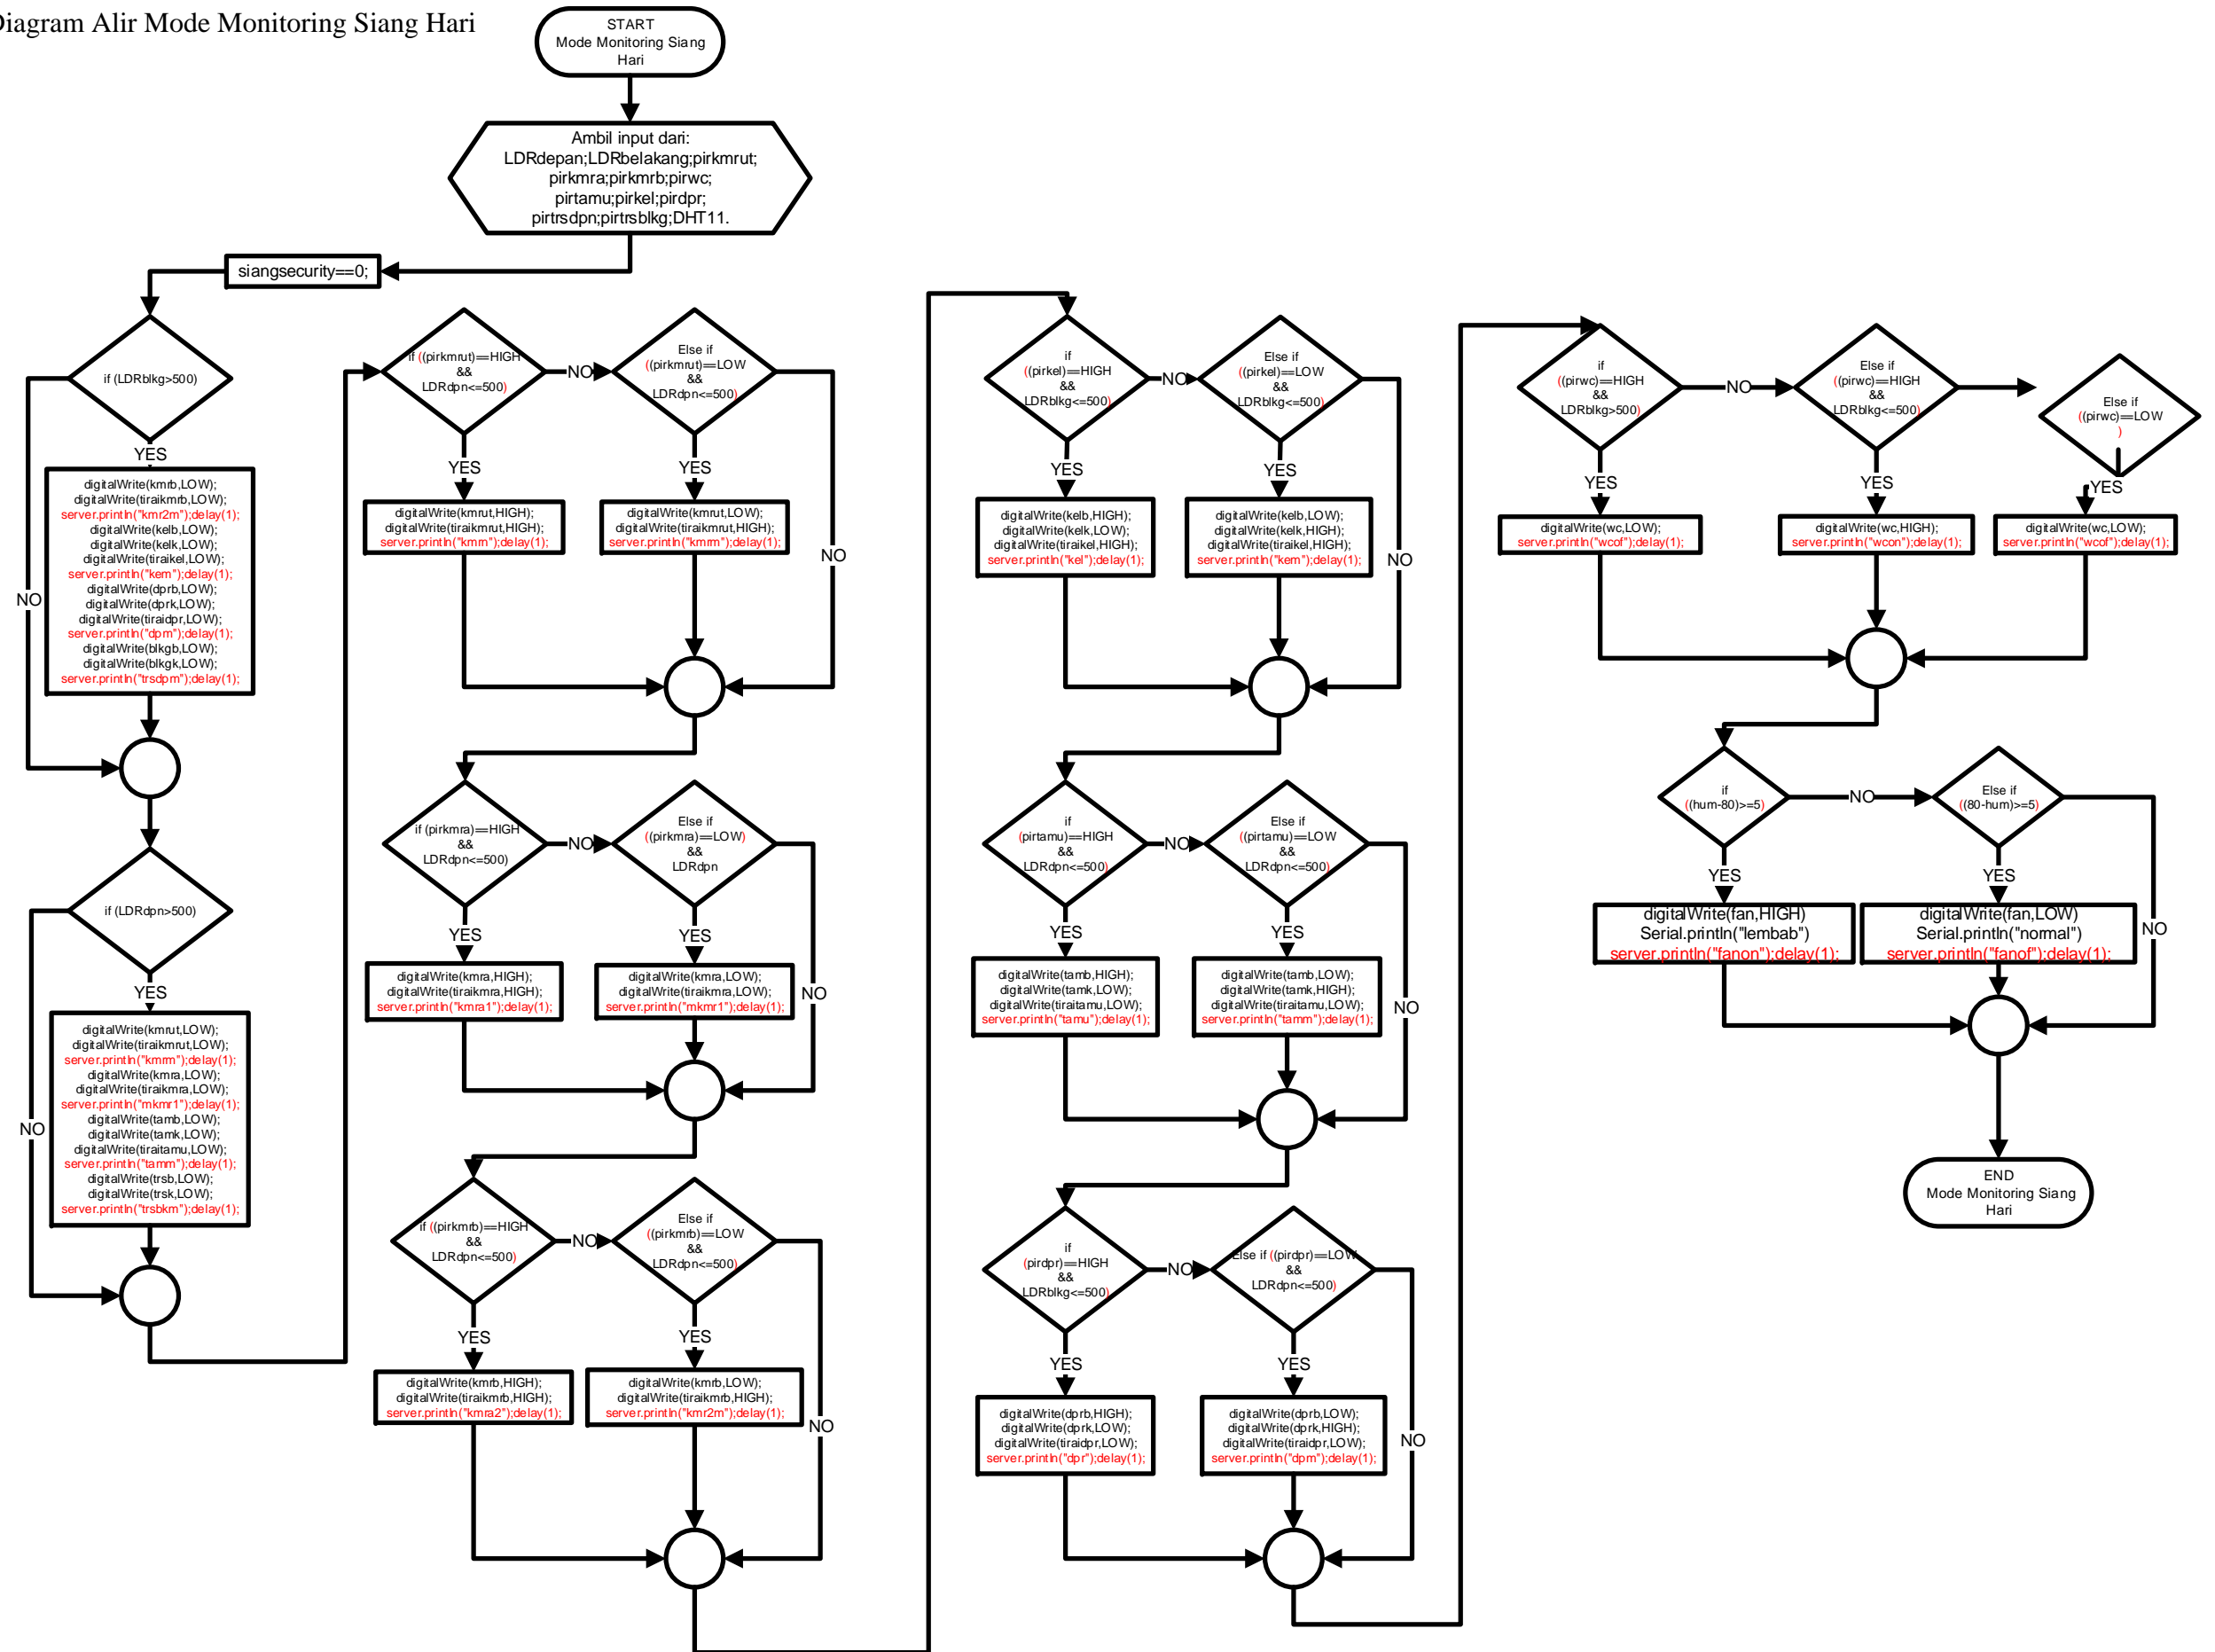 Diagram Alir Mode Monitoring Siang Hari
START
Mode Monitoring Siang
Hari
Ambil input dari:
LDRdepan;LDRbelakang;pirkmrut;
pirkmra;pirkmrb;pirwc;
pirtamu;pirkel;pirdpr;
pirtrsdpn;pirtrsblkg;DHT11.
siangsecurity==0;
if (LDRblkg>500)
YES
NO
digitalWrite(kmrb,LOW);
digitalWrite(tiraikmrb,LOW);
server.println("kmr2m");delay(1);
digitalWrite(kelb,LOW);
digitalWrite(kelk,LOW);
digitalWrite(tiraikel,LOW);
server.println("kem");delay(1);
digitalWrite(dprb,LOW);
digitalWrite(dprk,LOW);
digitalWrite(tiraidpr,LOW);
server.println("dpm");delay(1);
digitalWrite(blkgb,LOW);
digitalWrite(blkgk,LOW);
server.println("trsdpm");delay(1);
if (LDRdpn>500)
YES
NO
digitalWrite(kmrut,LOW);
digitalWrite(tiraikmrut,LOW);
server.println("kmrm");delay(1);
digitalWrite(kmra,LOW);
digitalWrite(tiraikmra,LOW);
server.println("mkmr1");delay(1);
digitalWrite(tamb,LOW);
digitalWrite(tamk,LOW);
digitalWrite(tiraitamu,LOW);
server.println("tamm");delay(1);
digitalWrite(trsb,LOW);
digitalWrite(trsk,LOW);
server.println("trsbkm");delay(1);
if ((pirkmrut)==HIGH
&&
LDRdpn<=500)
NO
Else if
((pirkmrut)==LOW
&&
LDRdpn<=500)
YES
YES
NO
digitalWrite(kmrut,HIGH);
digitalWrite(tiraikmrut,HIGH);
server.println("kmm");delay(1);
digitalWrite(kmrut,LOW);
digitalWrite(tiraikmrut,HIGH);
server.println("kmrm");delay(1);
if (pirkmra)==HIGH
&&
LDRdpn<=500)
NO
Else if
((pirkmra)==LOW)
&&
LDRdpn
YES
YES
NO
digitalWrite(kmra,HIGH);
digitalWrite(tiraikmra,HIGH);
server.println("kmra1");delay(1);
digitalWrite(kmra,LOW);
digitalWrite(tiraikmra,LOW);
server.println("mkmr1");delay(1);
if ((pirkmrb)==HIGH
&&
LDRdpn<=500)
NO
Else if
((pirkmrb)==LOW
&&
LDRdpn<=500)
YES
YES
NO
digitalWrite(kmrb,HIGH);
digitalWrite(tiraikmrb,HIGH);
server.println("kmra2");delay(1);
digitalWrite(kmrb,LOW);
digitalWrite(tiraikmrb,HIGH);
server.println("kmr2m");delay(1);
if
((pirkel)==HIGH
&&
LDRblkg<=500)
NO
Else if
((pirkel)==LOW
&&
LDRblkg<=500)
YES
YES
NO
digitalWrite(kelb,HIGH);
digitalWrite(kelk,LOW);
digitalWrite(tiraikel,HIGH);
server.println("kel");delay(1);
digitalWrite(kelb,LOW);
digitalWrite(kelk,HIGH);
digitalWrite(tiraikel,HIGH);
server.println("kem");delay(1);
if
(pirtamu)==HIGH
&&
LDRdpn<=500)
NO
Else if
((pirtamu)==LOW
&&
LDRdpn<=500)
YES
YES
NO
digitalWrite(tamb,HIGH);
digitalWrite(tamk,LOW);
digitalWrite(tiraitamu,LOW);
server.println("tamu");delay(1);
digitalWrite(tamb,LOW);
digitalWrite(tamk,HIGH);
digitalWrite(tiraitamu,LOW);
server.println("tamm");delay(1);
if
(pirdpr)==HIGH
&&
LDRblkg<=500)
NO
Else if ((pirdpr)==LOW
&&
LDRdpn<=500)
YES
YES
NO
digitalWrite(dprb,HIGH);
digitalWrite(dprk,LOW);
digitalWrite(tiraidpr,LOW);
server.println("dpr");delay(1);
digitalWrite(dprb,LOW);
digitalWrite(dprk,HIGH);
digitalWrite(tiraidpr,LOW);
server.println("dpm");delay(1);
if
((pirwc)==HIGH
&&
LDRblkg>500)
NO
Else if
((pirwc)==HIGH
&&
LDRblkg<=500)
Else if
((pirwc)==LOW
)
YES
YES
YES
digitalWrite(wc,LOW);
server.println("wcof");delay(1);
digitalWrite(wc,HIGH);
server.println("wcon");delay(1);
digitalWrite(wc,LOW);
server.println("wcof");delay(1);
if
((hum-80)>=5)
NO
Else if
((80-hum)>=5)
YES
YES
NO
digitalWrite(fan,HIGH)
Serial.println("lembab")
server.println("fanon");delay(1);
digitalWrite(fan,LOW)
Serial.println("normal")
server.println("fanof");delay(1);
END
Mode Monitoring Siang
Hari